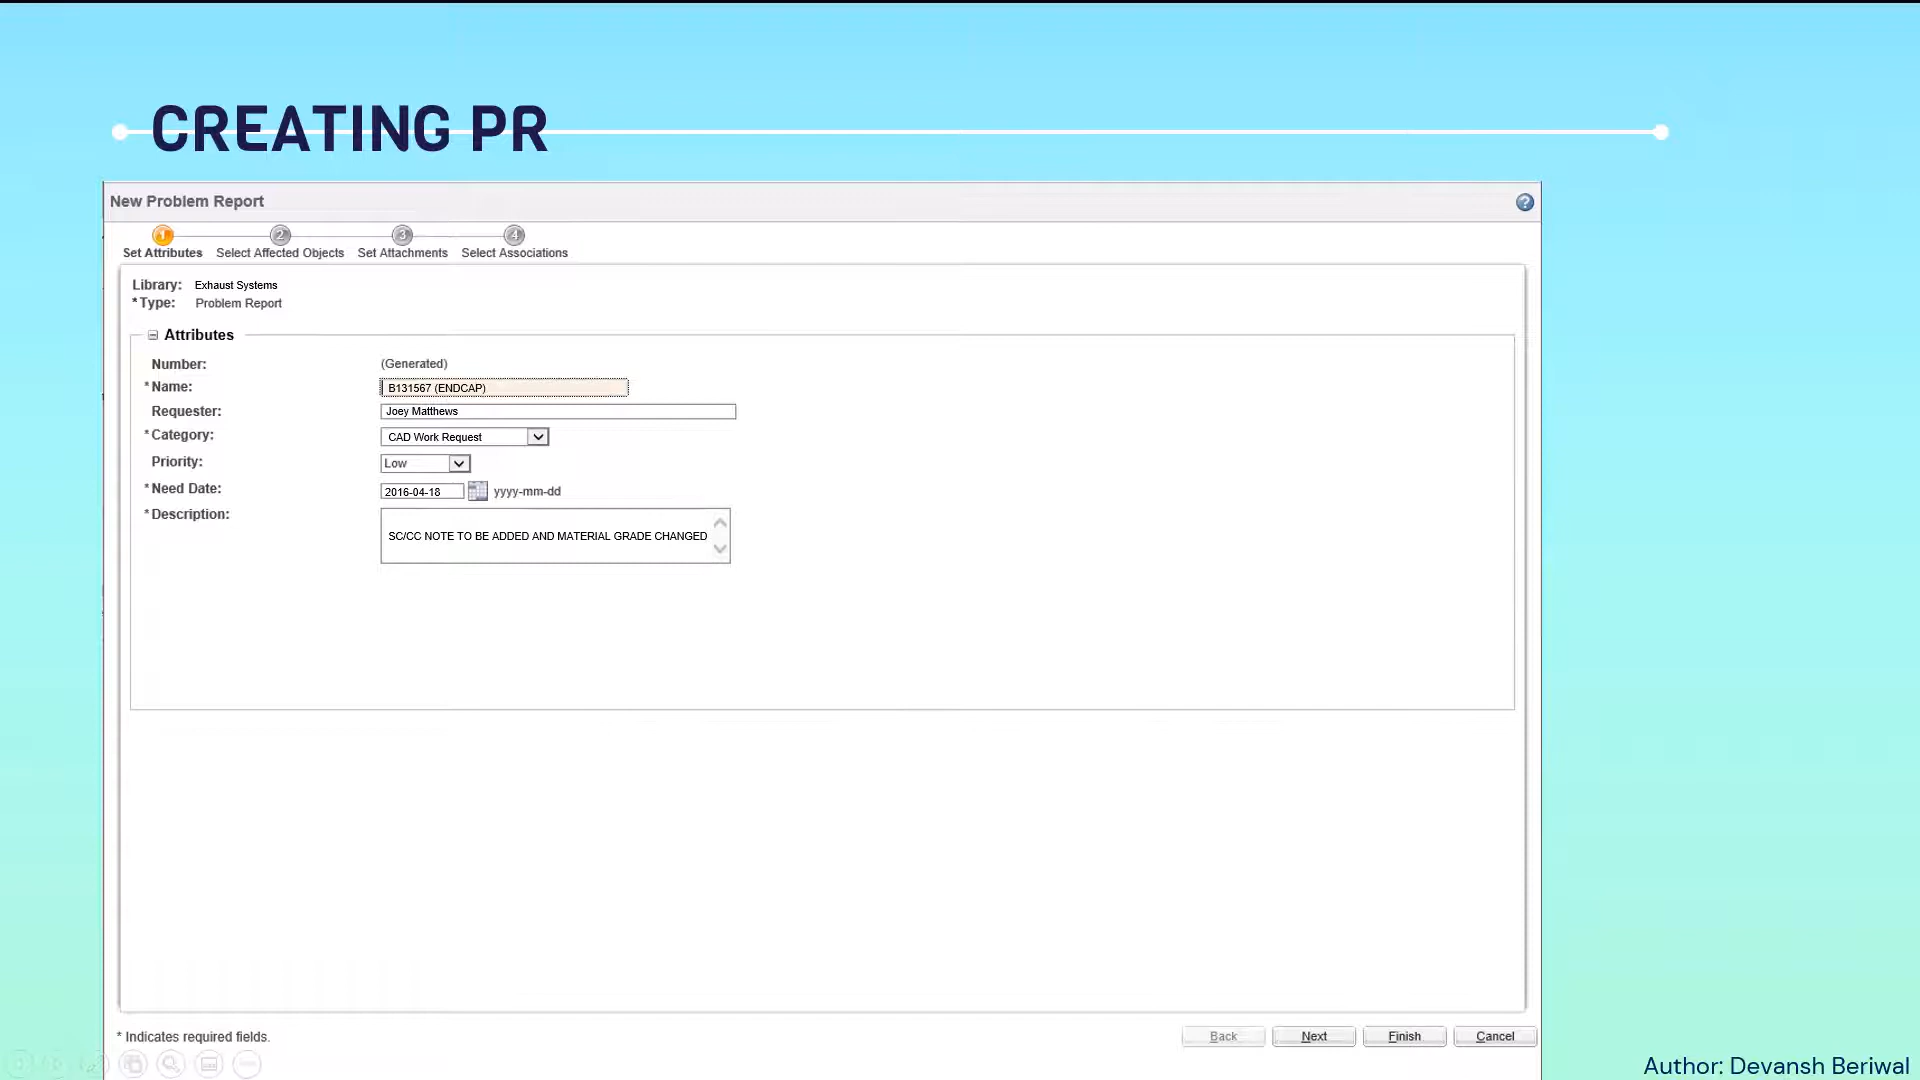 CREATING PR
New Problem Report
?
1 2 3 4
Set Attributes Select Affected Objects Set Attachments Select Associations
Library: Exhaust Systems
*Type: Problem Report
Attributes
Number: (Generated)
*Name: B131567 (ENDCAP)
Requester: Joey Matthews
*Category: CAD Work Request
Priority: Low
*Need Date: 2016-04-18 yyyy-mm-dd
*Description: SC/CC NOTE TO BE ADDED AND MATERIAL GRADE CHANGED
* Indicates required fields.
Back Next Finish Cancel
Author: Devansh Beriwal